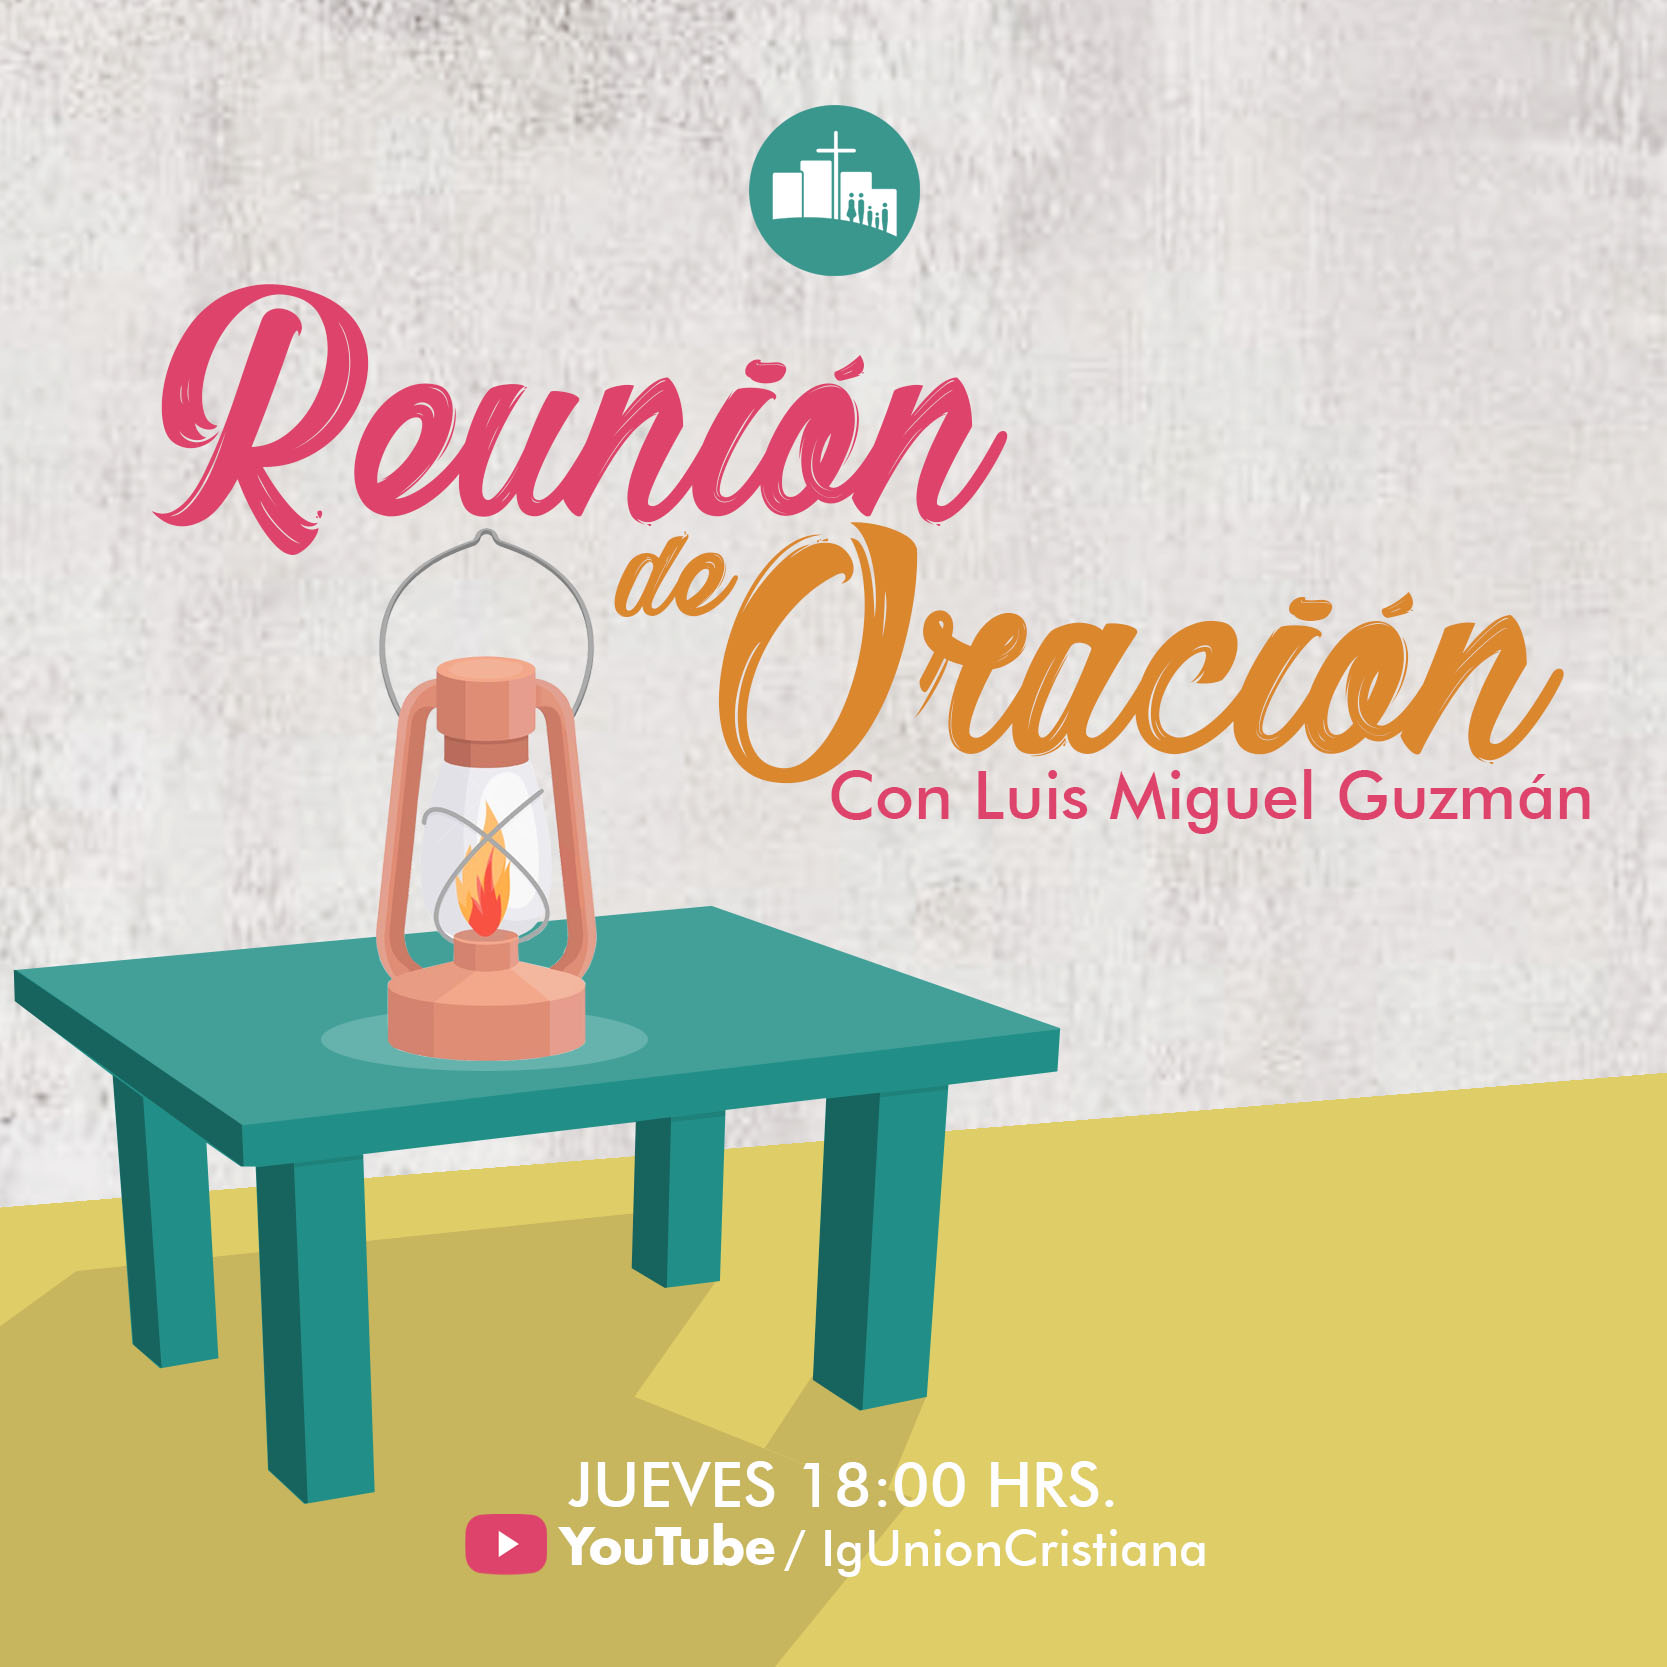 Reunión
de Oración
Con Luis Miguel Guzmán
JUEVES 18:00 HRS.
YouTube / IgUnionCristiana